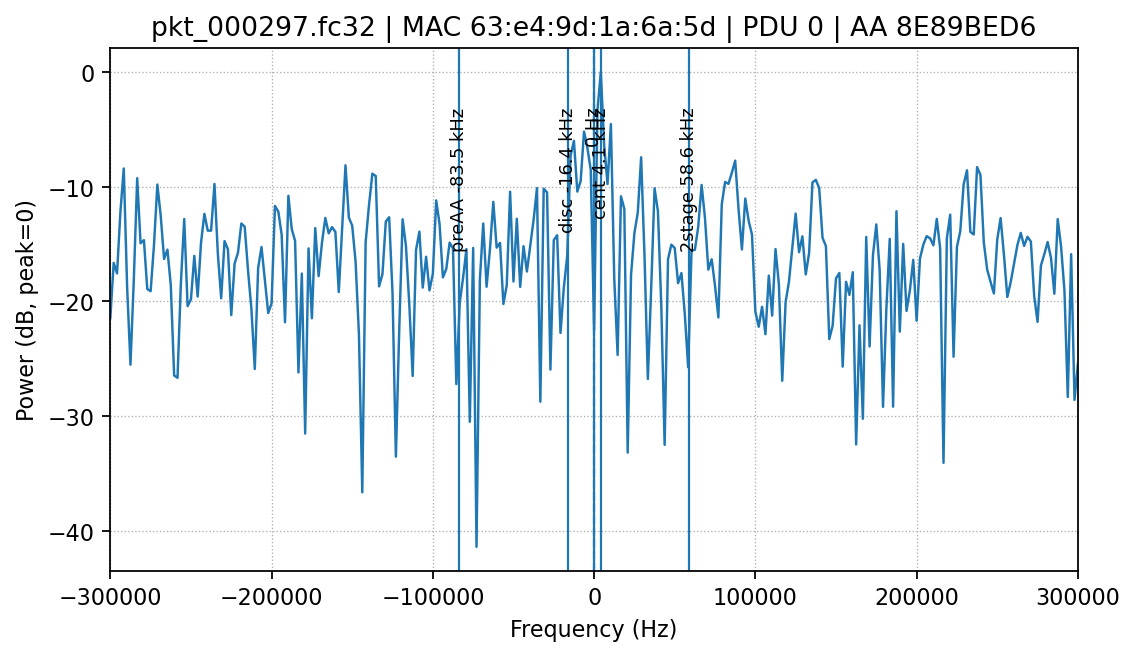 pkt_000297.fc32 | MAC 63:e4:9d:1a:6a:5d | PDU 0 | AA 8E89BED6
Power (dB, peak=0)
0
−10
−20
−30
−40
preAA -83.5 kHz
disc -16.4 kHz
0 Hz
cent 4.1 kHz
2stage 58.6 kHz
−300000
−200000
−100000
0
100000
200000
300000
Frequency (Hz)